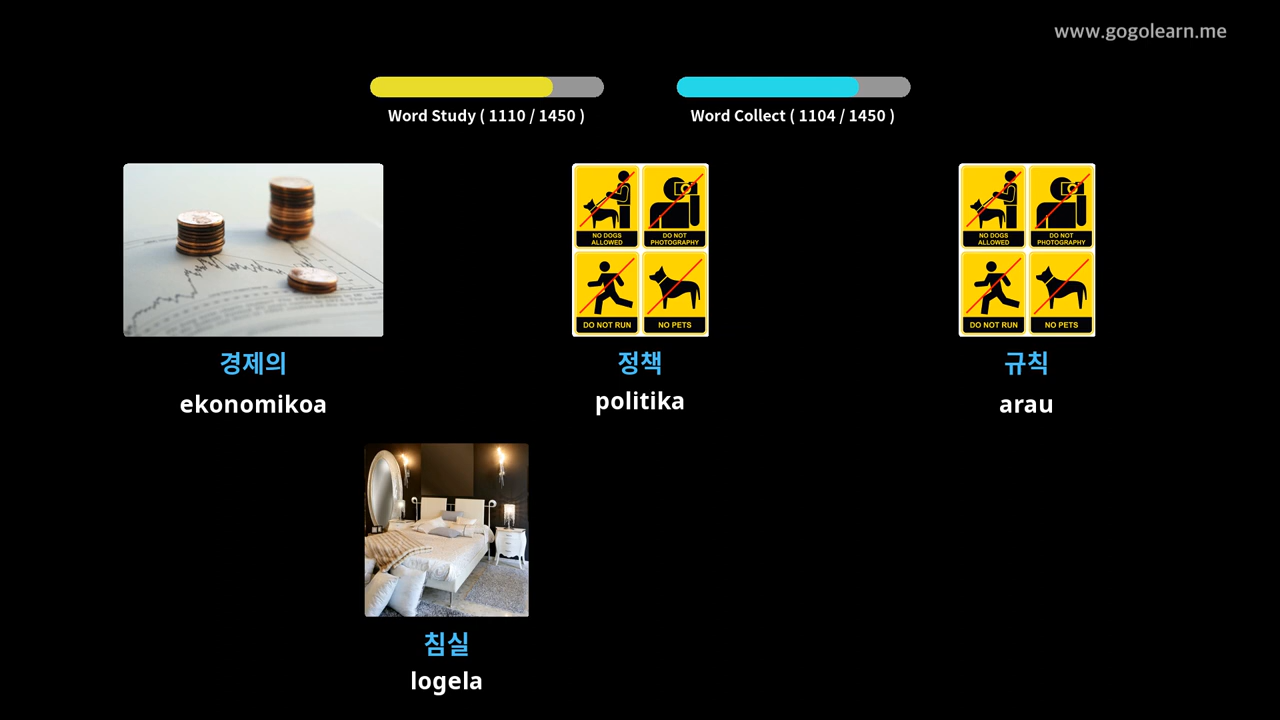 www.gogolearn.me
Word Study ( 1110 / 1450 )
Word Collect ( 1104 / 1450 )
NO DOGS
ALLOWED
DO NOT
PHOTOGRAPHY
DO NOT RUN
NO PETS
NO DOGS
ALLOWED
DO NOT
PHOTOGRAPHY
DO NOT RUN
NO PETS
경제의
정책
규칙
ekonomikoa
politika
arau
침실
logela